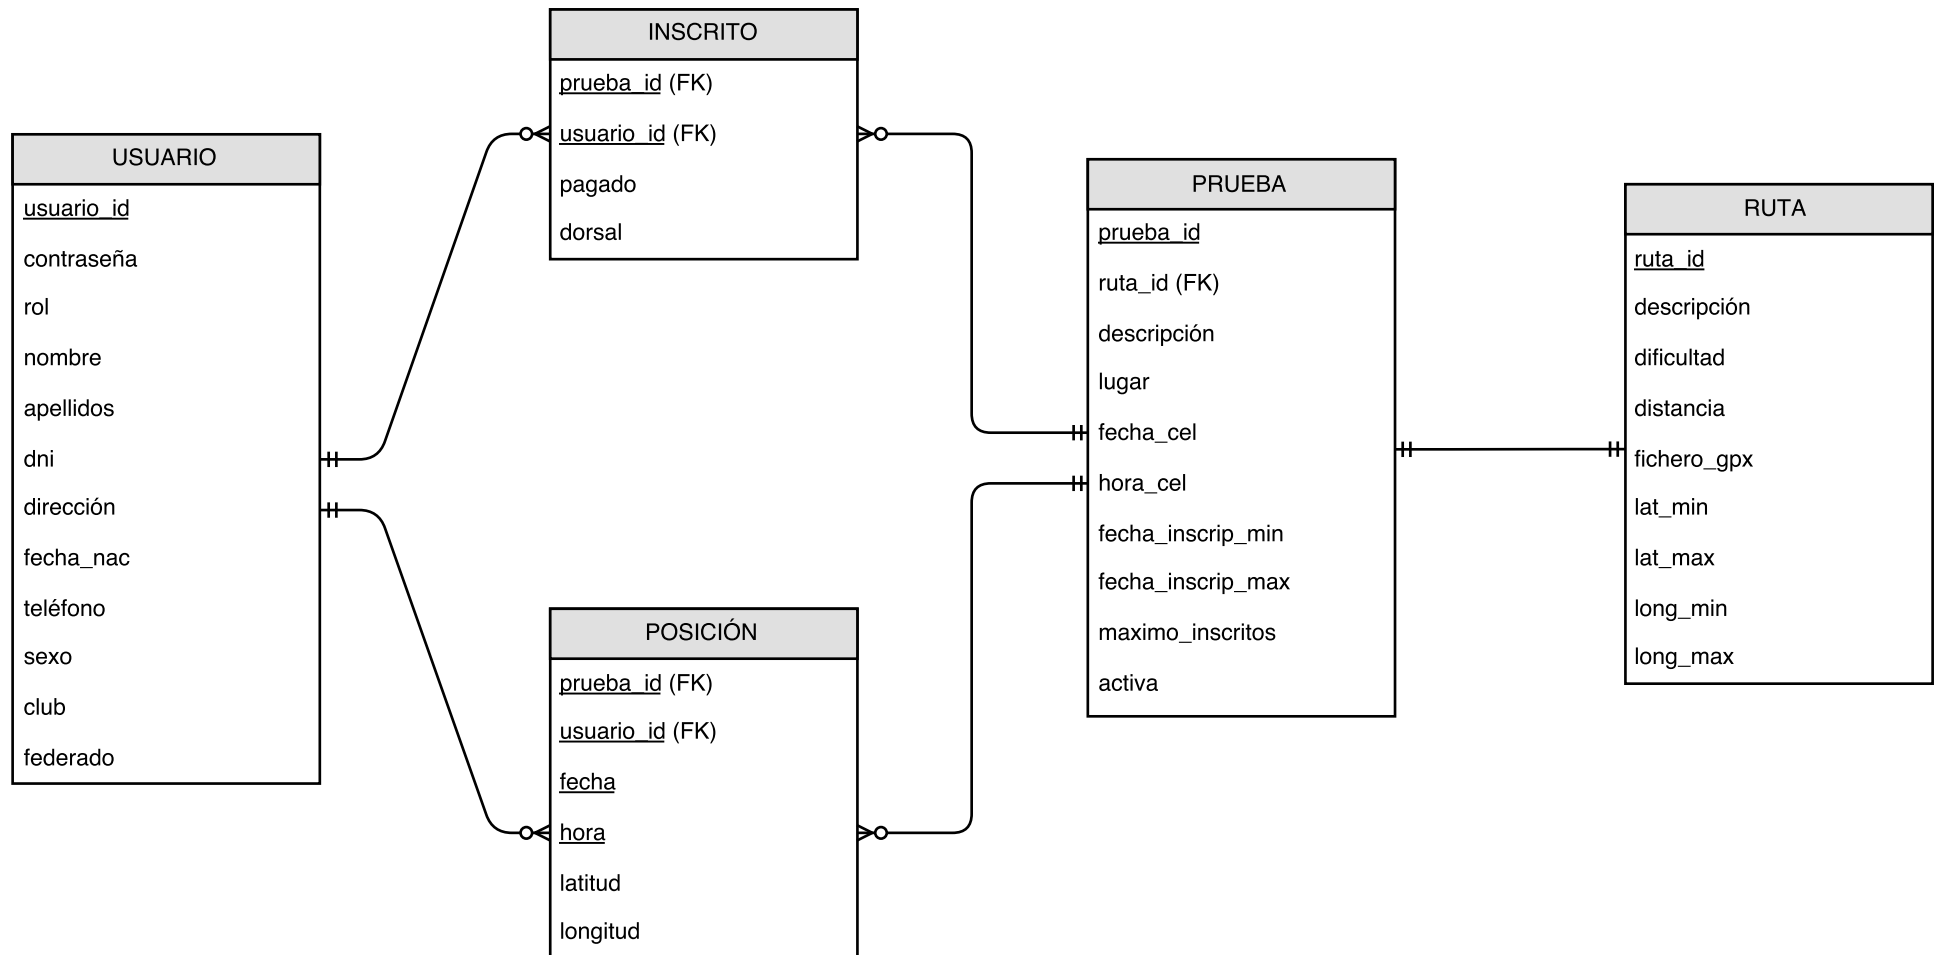 USUARIO
usuario_id
contraseña
rol
nombre
apellidos
dni
dirección
fecha_nac
teléfono
sexo
club
federado
INSCRITO
prueba_id (FK)
usuario_id (FK)
pagado
dorsal
POSICIÓN
prueba_id (FK)
usuario_id (FK)
fecha
hora
latitud
longitud
PRUEBA
prueba_id
ruta_id (FK)
descripción
lugar
fecha_cel
hora_cel
fecha_inscrip_min
fecha_inscrip_max
maximo_inscritos
activa
RUTA
ruta_id
descripción
dificultad
distancia
fichero_gpx
lat_min
lat_max
long_min
long_max